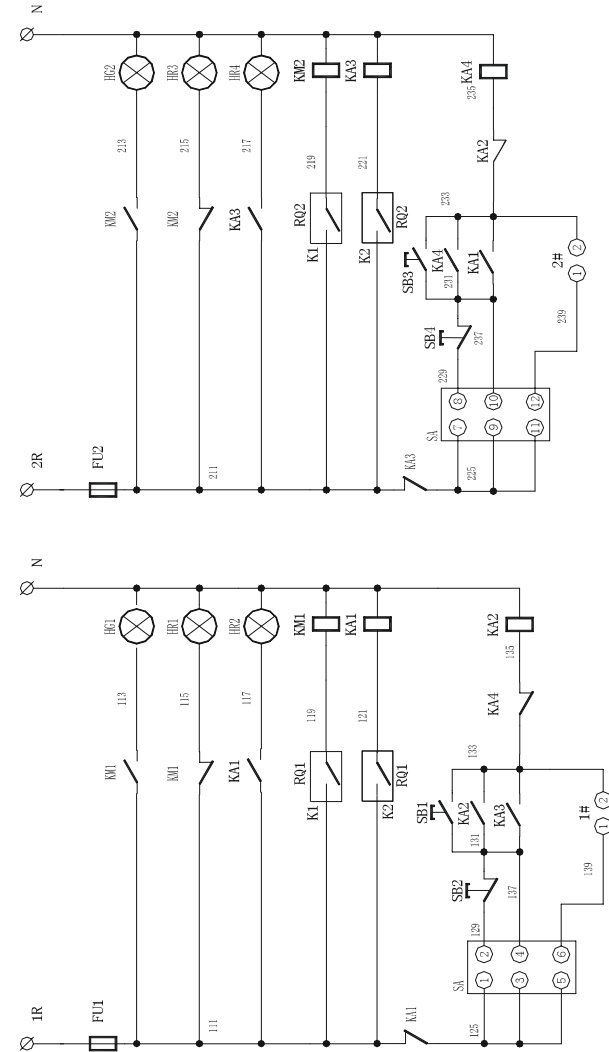 1R
N
FU1
KM1
113
HG1
111
KM1
115
HR1
KA1
117
HR2
K1
RQ1
119
KM1
K2
RQ1
121
KA1
KA1
125
SA
1
2
3
4
5
6
129
SB2
137
SB1
131
KA2
KA3
133
KA4
135
KA2
139
1#
1
2
2R
N
FU2
KM2
213
HG2
211
KM2
215
HR3
KA3
217
HR4
K1
RQ2
219
KM2
K2
RQ2
221
KA3
KA3
225
SA
7
8
9
10
11
12
229
SB4
237
SB3
231
KA4
KA1
233
KA2
235
KA4
239
2#
1
2